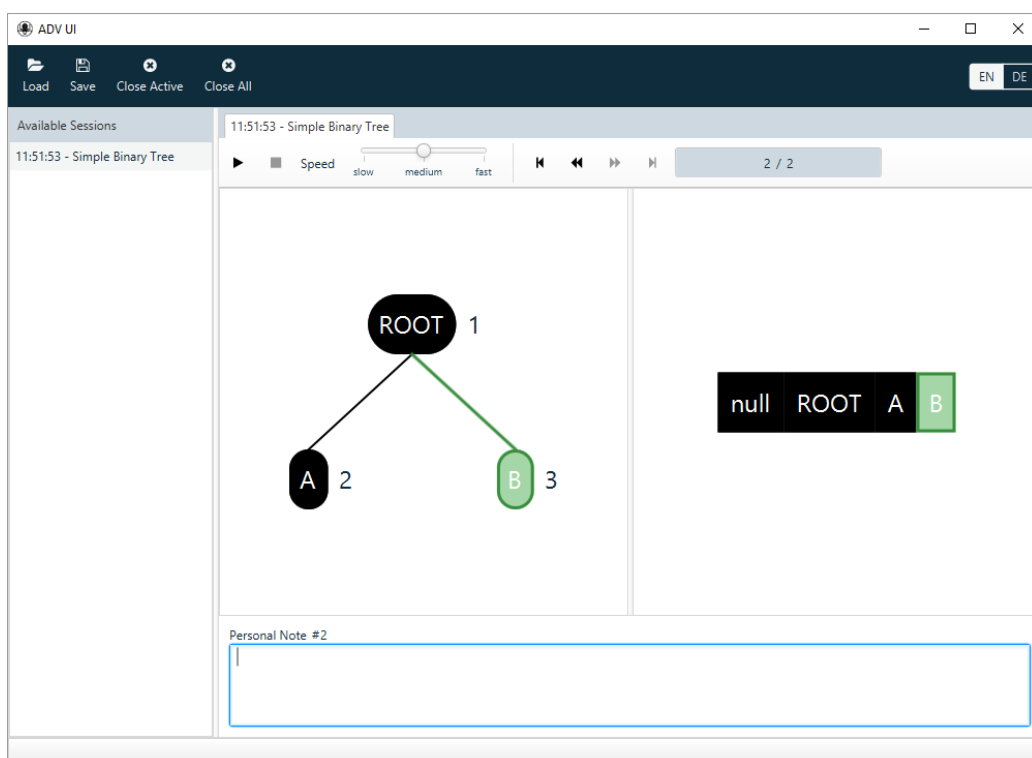 ADV UI
Load Save Close Active Close All EN DE
Available Sessions
11:51:53 - Simple Binary Tree
11:51:53 - Simple Binary Tree
Speed slow medium fast 2 / 2
ROOT 1
A 2 B 3
null ROOT A B
Personal Note #2